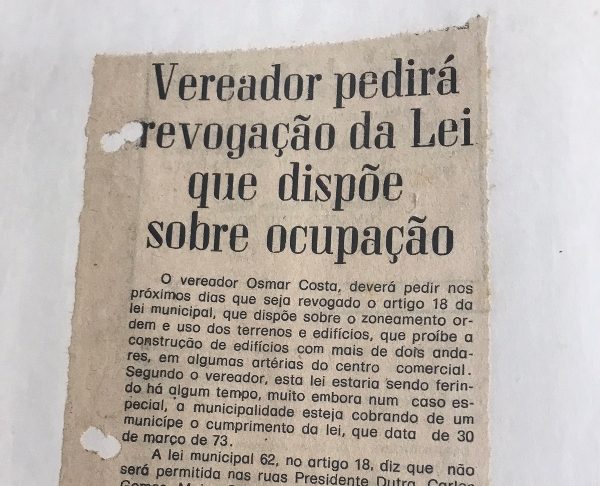 Vereador pedirá
revogação da Lei
que dispõe
sobre ocupação
O vereador Osmar Costa, deverá pedir nos
próximos dias que seja revogado o artigo 18 da
lei municipal, que dispõe sobre o zoneamento or-
dem e uso dos terrenos e edifícios, que proíbe a
construção de edifícios com mais de dois anda-
res, em algumas artérias do centro comercial.
Segundo o vereador, esta lei estaria sendo ferin-
do há algum tempo, muito embora num caso es-
pecial, a municipalidade esteja cobrando de um
munícipe o cumprimento da lei, que data de 30
de março de 73.
A lei municipal 62, no artigo 18, diz que não
será permitida nas ruas Presidente Dutra, Carlos